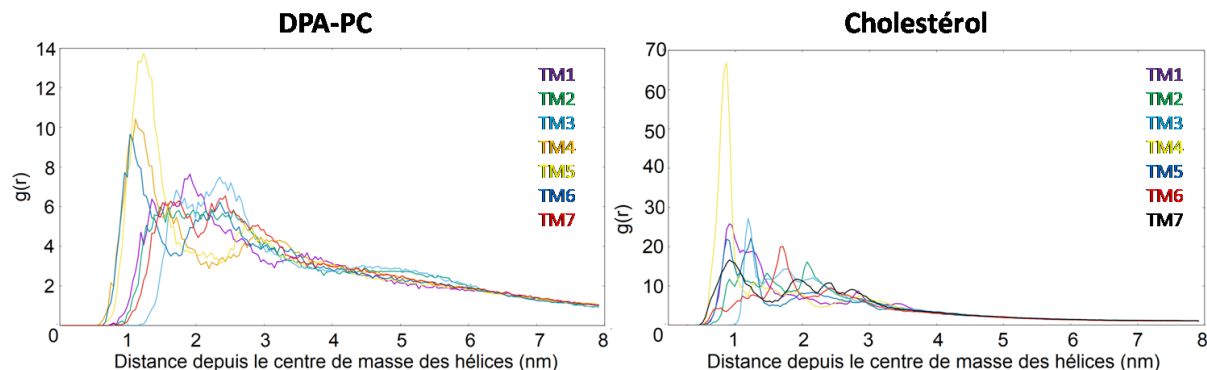 DPA-PC
14
12
10
8
6
4
2
0
g(r)
TM1
TM2
TM3
TM4
TM5
TM6
TM7
0 1 2 3 4 5 6 7 8
Distance depuis le centre de masse des hélices (nm)
Cholestérol
70
60
50
40
30
20
10
0
g(r)
TM1
TM2
TM3
TM4
TM5
TM6
TM7
1 2 3 4 5 6 7 8
Distance depuis le centre de masse des hélices (nm)